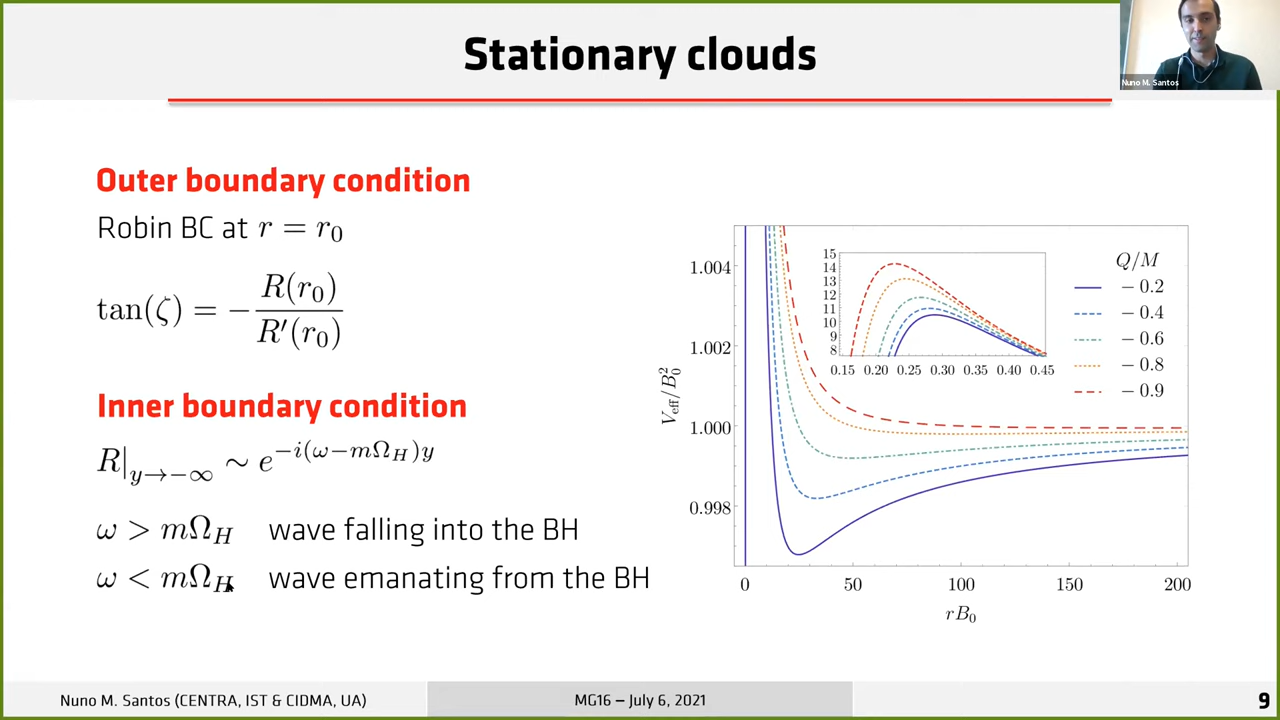 Stationary clouds
Nuno M. Santos
Outer boundary condition
Robin BC at r = r₀
tan(ζ) = − R(r₀) / R′(r₀)
Inner boundary condition
R|y→−∞ ∼ e^−i(ω−mΩ_H)y
ω > mΩ_H wave falling into the BH
ω < mΩ_H wave emanating from the BH
V_eff/B₀²
1.004
1.002
1.000
0.998
0 50 100 150 200
rB₀
15
14
13
12
11
10
9
8
0.15 0.20 0.25 0.30 0.35 0.40 0.45
Q/M
− 0.2
− 0.4
− 0.6
− 0.8
− 0.9
Nuno M. Santos (CENTRA, IST & CIDMA, UA)
MG16 – July 6, 2021
9